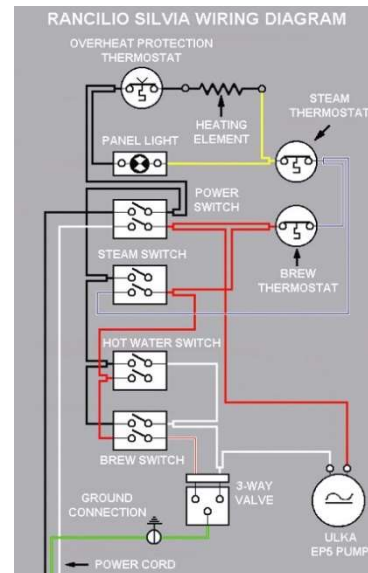 RANCILIO SILVIA WIRING DIAGRAM
OVERHEAT PROTECTION
THERMOSTAT
HEATING
ELEMENT
STEAM
THERMOSTAT
PANEL LIGHT
POWER
SWITCH
STEAM SWITCH
BREW
THERMOSTAT
HOT WATER SWITCH
BREW SWITCH
3-WAY
VALVE
GROUND
CONNECTION
ULKA
EP5 PUMP
POWER CORD